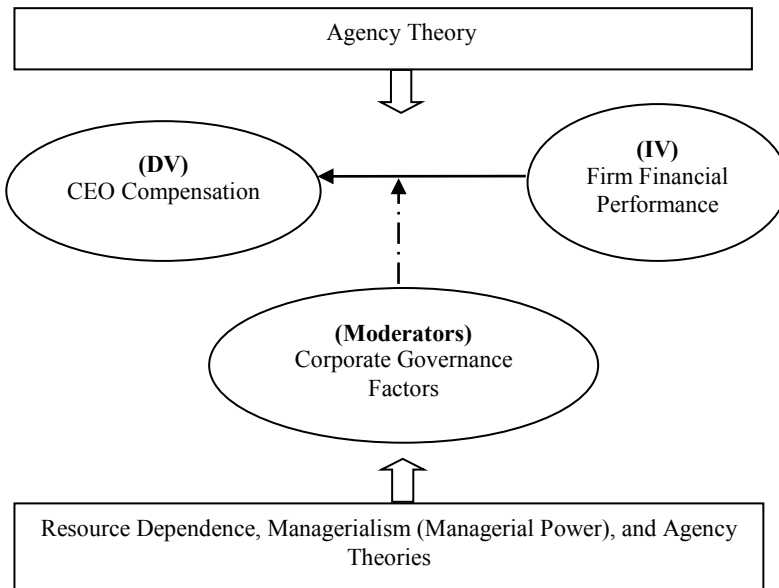 Agency Theory
(DV)
CEO Compensation
(IV)
Firm Financial
Performance
(Moderators)
Corporate Governance
Factors
Resource Dependence, Managerialism (Managerial Power), and Agency
Theories